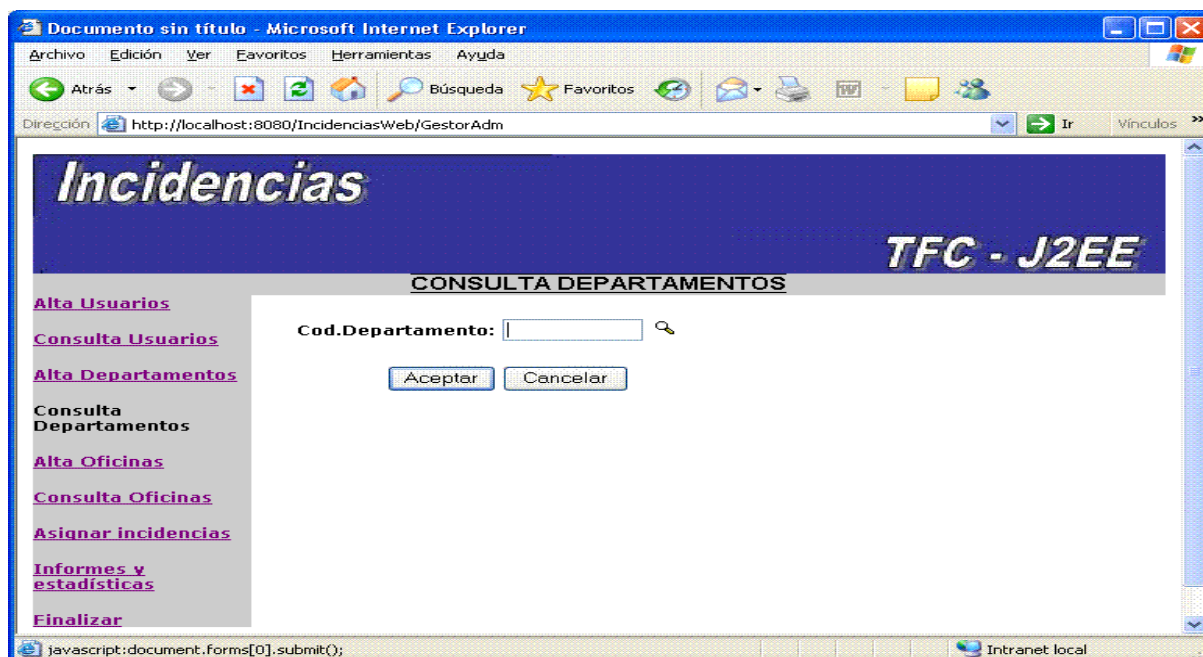 Documento sin título - Microsoft Internet Explorer
Archivo Edición Ver Favoritos Herramientas Ayuda
Atrás Búsqueda Favoritos
Dirección http://localhost:8080/IncidenciasWeb/GestorAdm Ir Vínculos »
Incidencias
TFC - J2EE
CONSULTA DEPARTAMENTOS
Alta Usuarios
Cod.Departamento:
Consulta Usuarios
Alta Departamentos
Aceptar Cancelar
Consulta
Departamentos
Alta Oficinas
Consulta Oficinas
Asignar incidencias
Informes y
estadísticas
Finalizar
javascript:document.forms[0].submit(); Intranet local